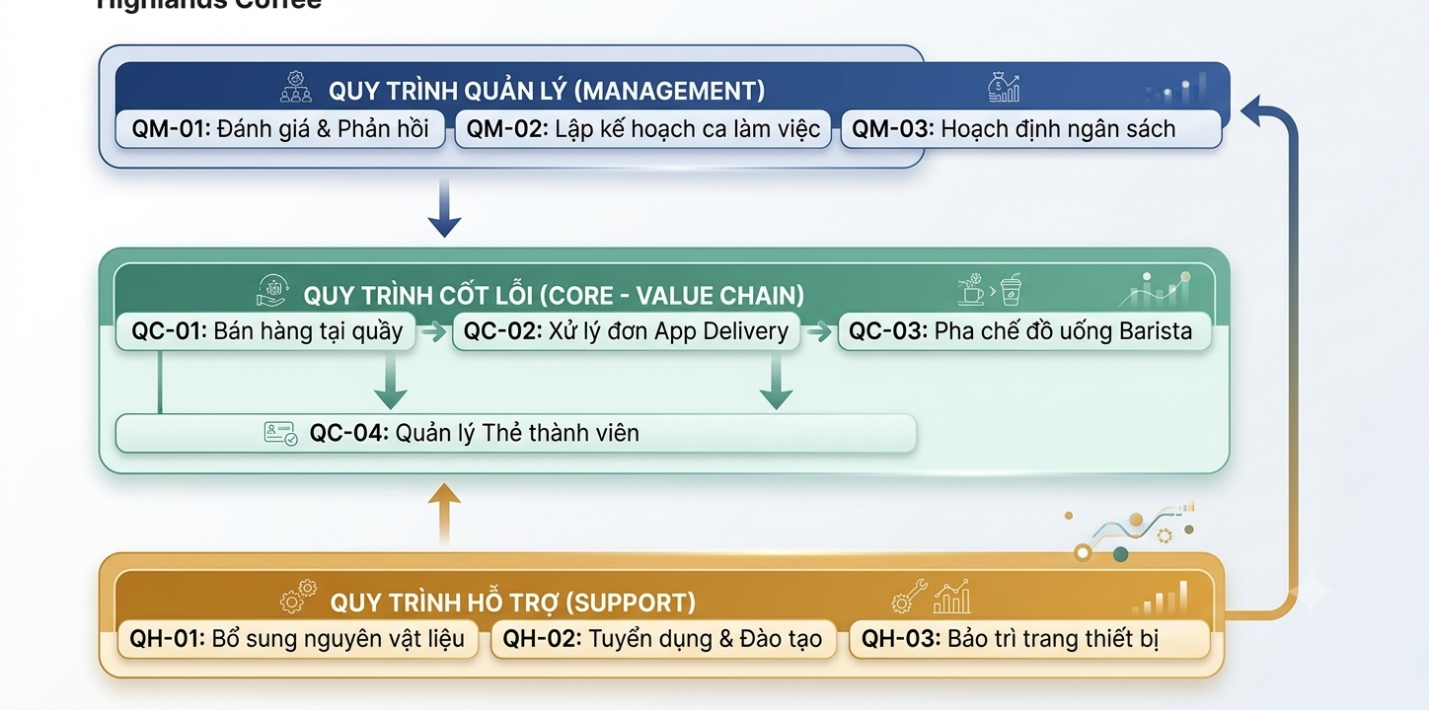 Highlands Coffee
QUY TRÌNH QUẢN LÝ (MANAGEMENT)
QM-01: Đánh giá & Phản hồi
QM-02: Lập kế hoạch ca làm việc
QM-03: Hoạch định ngân sách
QUY TRÌNH CỐT LỖI (CORE - VALUE CHAIN)
QC-01: Bán hàng tại quầy
QC-02: Xử lý đơn App Delivery
QC-03: Pha chế đồ uống Barista
QC-04: Quản lý Thẻ thành viên
QUY TRÌNH HỖ TRỢ (SUPPORT)
QH-01: Bổ sung nguyên vật liệu
QH-02: Tuyển dụng & Đào tạo
QH-03: Bảo trì trang thiết bị